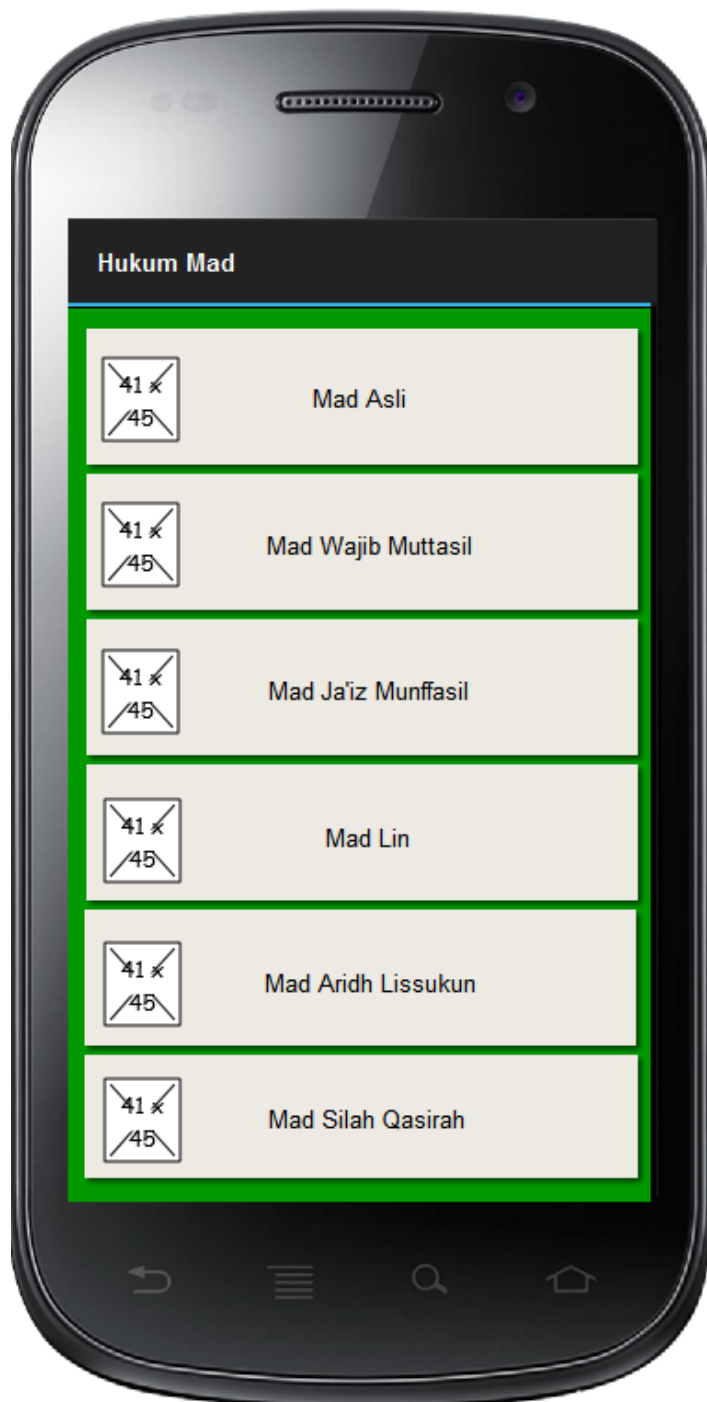 Hukum Mad
41 x
45
Mad Asli
41 x
45
Mad Wajib Muttasil
41 x
45
Mad Ja'iz Munffasil
41 x
45
Mad Lin
41 x
45
Mad Aridh Lissukun
41 x
45
Mad Silah Qasirah